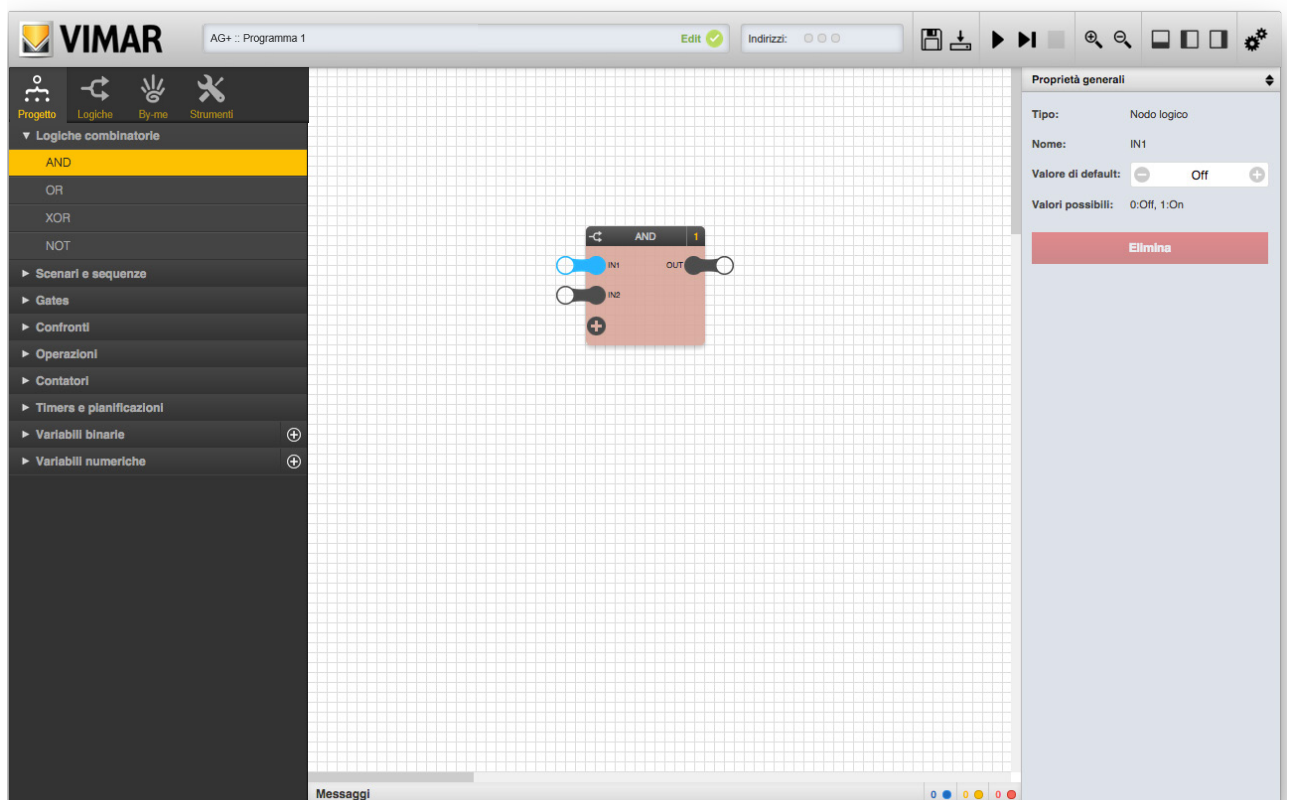 VIMAR
AG+ :: Programma 1
Edit
Indirizzi:
Progetto
Logiche
By-me
Strumenti
Logiche combinatorie
AND
OR
XOR
NOT
Scenari e sequenze
Gates
Confronti
Operazioni
Contatori
Timers e pianificazioni
Variabili binarie
Variabili numeriche
AND 1
IN1 OUT
IN2
Messaggi
0 0 0
Proprietà generali
Tipo: Nodo logico
Nome: IN1
Valore di default: Off
Valori possibili: 0:Off, 1:On
Elimina